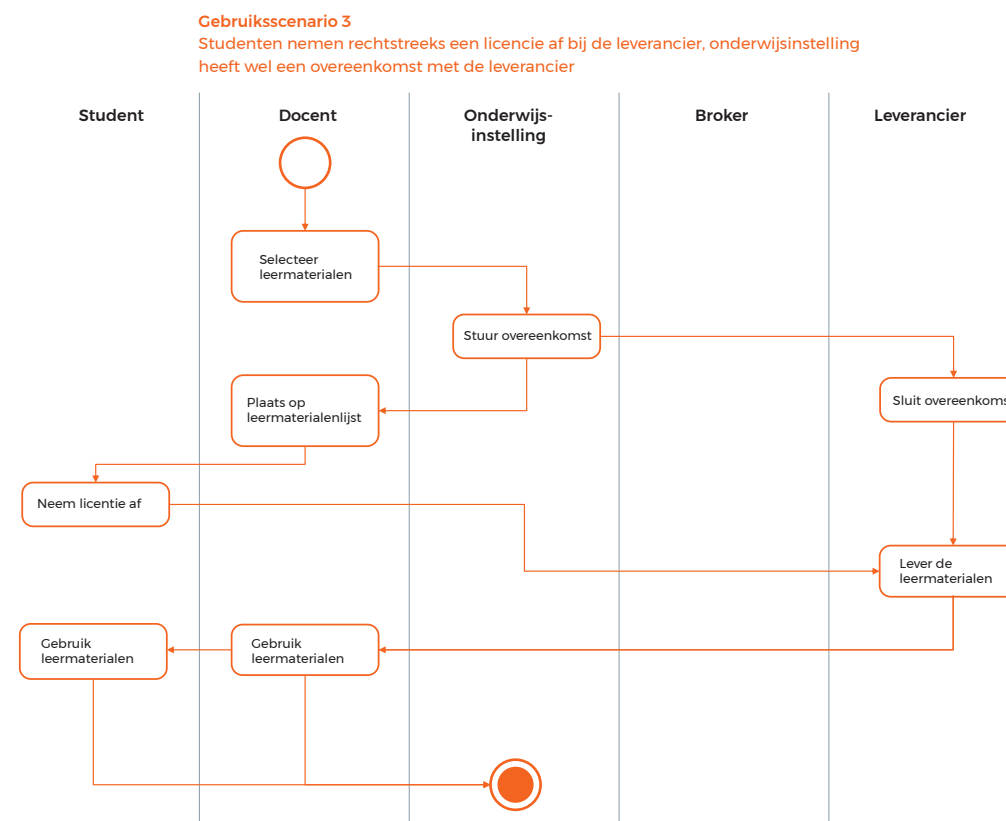 Gebruiksscenario 3
Studenten nemen rechtstreeks een licencie af bij de leverancier, onderwijsinstelling
heeft wel een overeenkomst met de leverancier
Student
Docent
Onderwijs-
instelling
Broker
Leverancier
Selecteer
leermaterialen
Stuur overeenkomst
Plaats op
leermaterialenlijst
Sluit overeenkoms
Neem licentie af
Lever de
leermaterialen
Gebruik
leermaterialen
Gebruik
leermaterialen